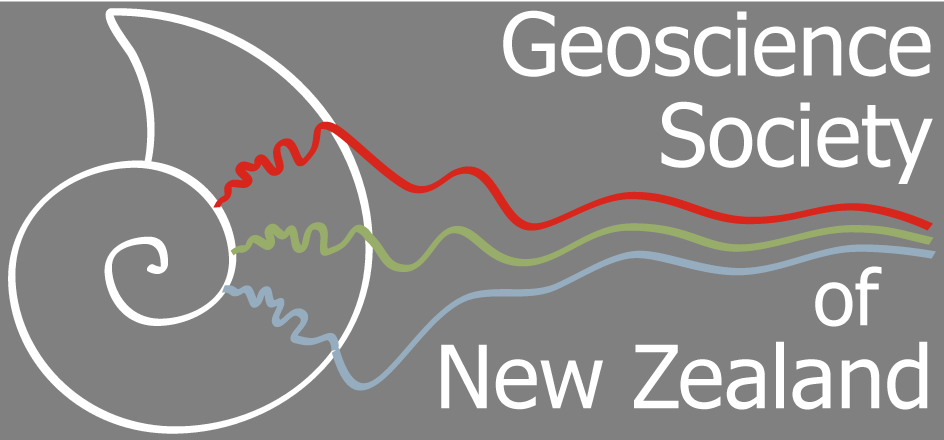 Geoscience
Society
of
New Zealand